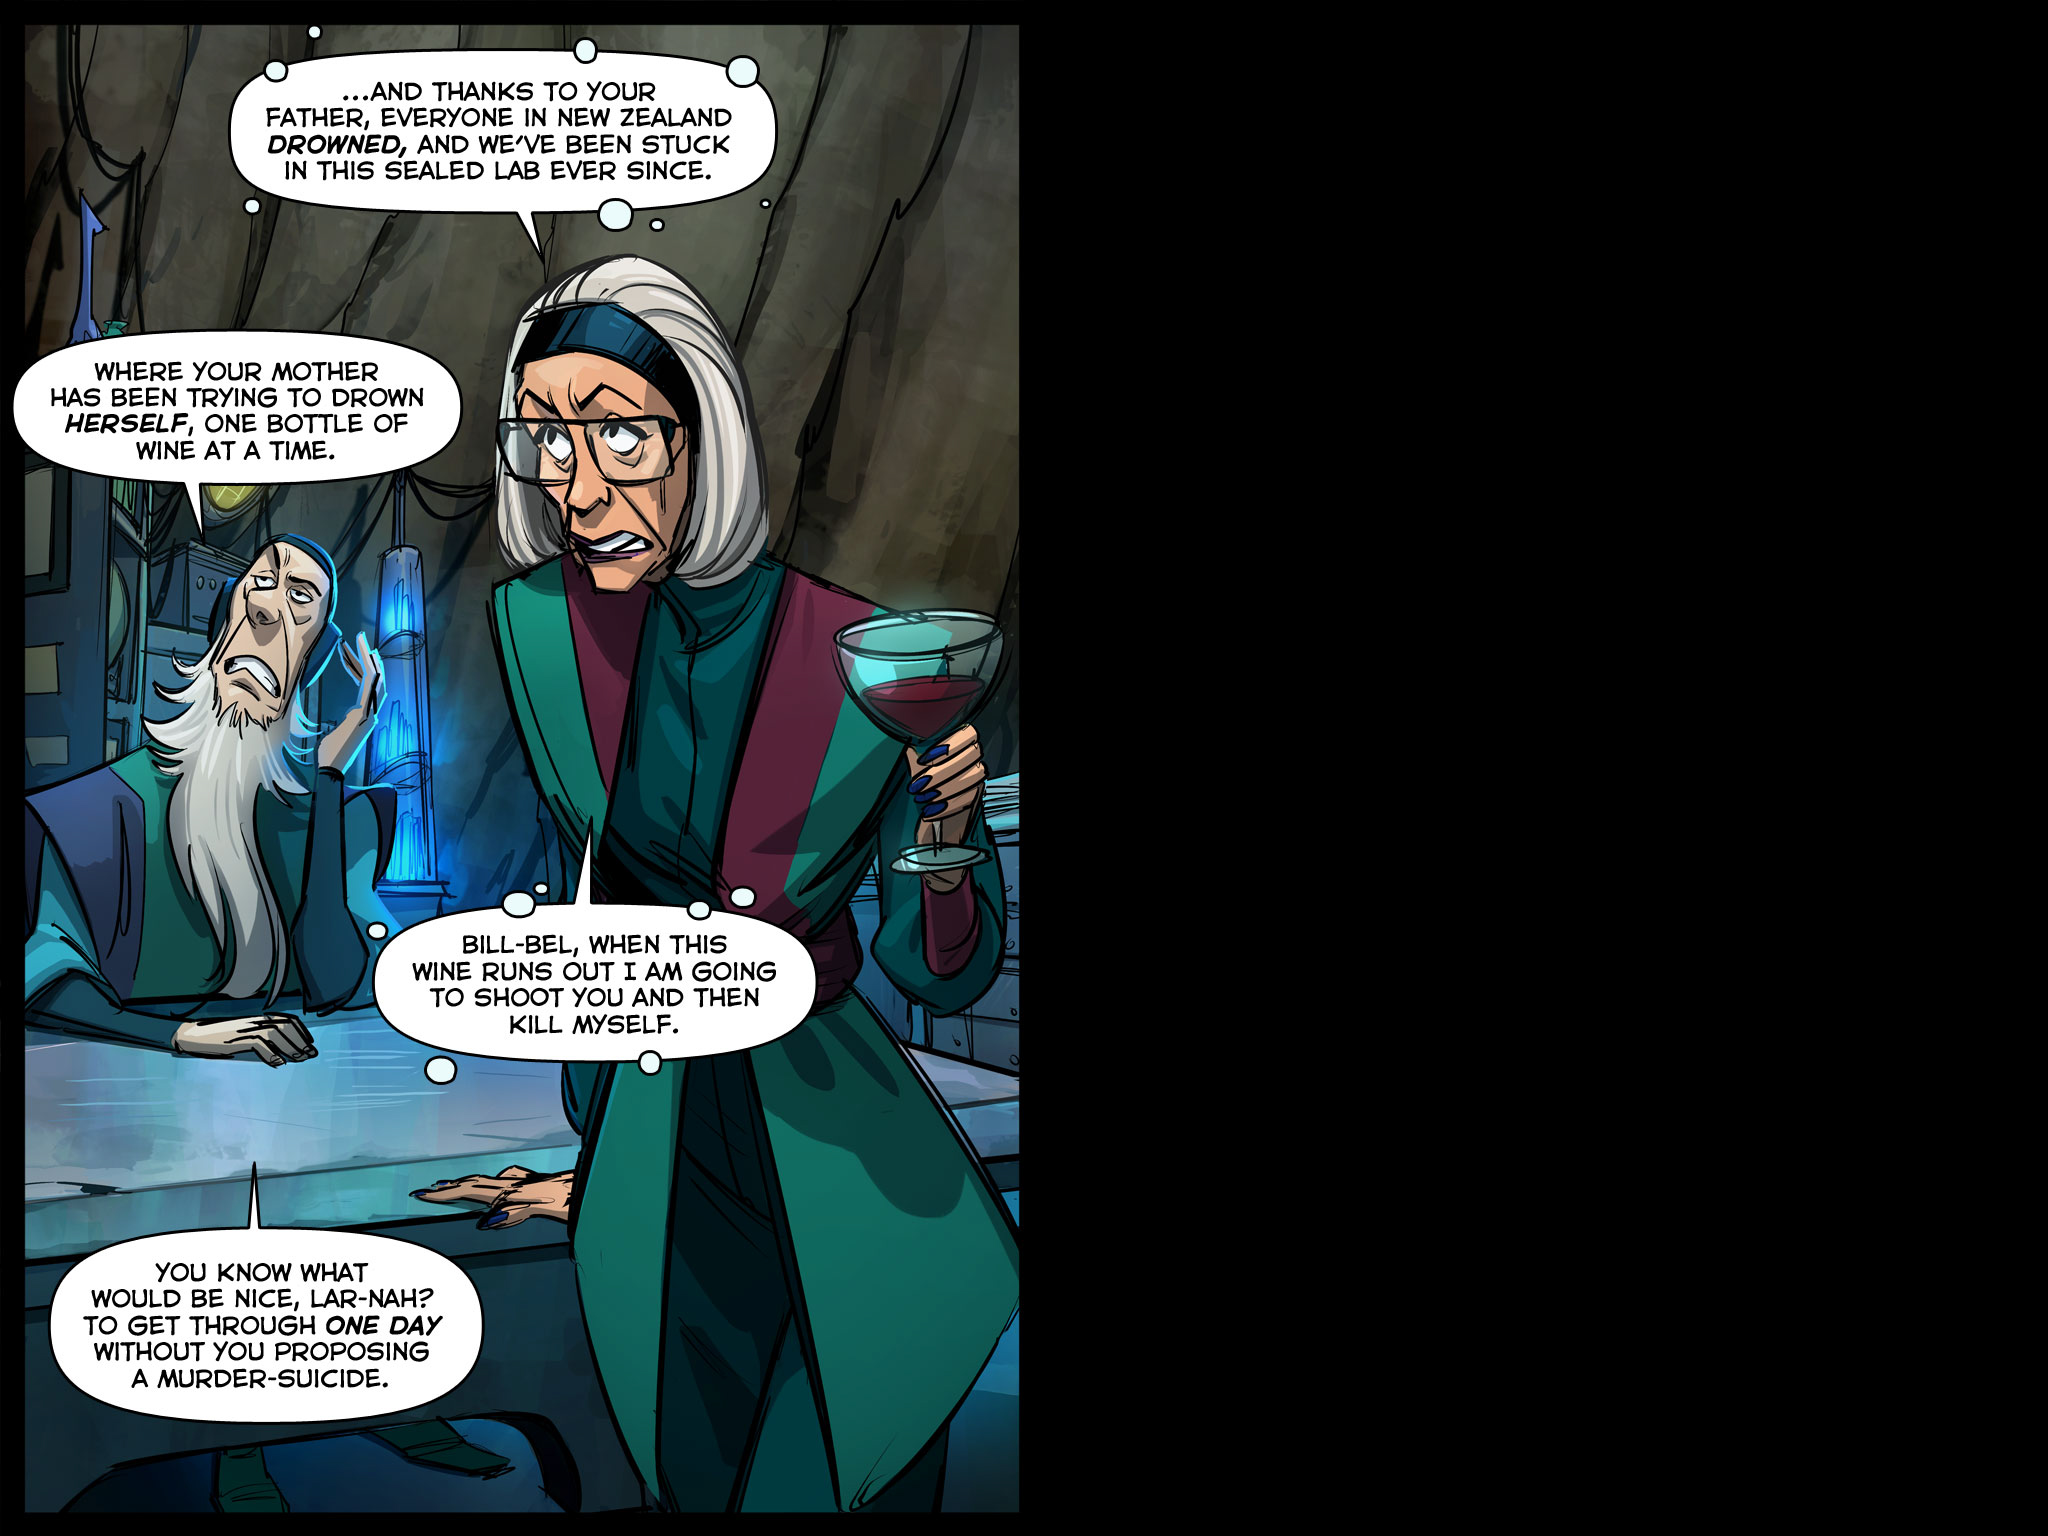 ...AND THANKS TO YOUR
FATHER, EVERYONE IN NEW ZEALAND
DROWNED, AND WE'VE BEEN STUCK
IN THIS SEALED LAB EVER SINCE.
WHERE YOUR MOTHER
HAS BEEN TRYING TO DROWN
HERSELF, ONE BOTTLE OF
WINE AT A TIME.
BILL-BEL, WHEN THIS
WINE RUNS OUT I AM GOING
TO SHOOT YOU AND THEN
KILL MYSELF.
YOU KNOW WHAT
WOULD BE NICE, LAR-NAH?
TO GET THROUGH ONE DAY
WITHOUT YOU PROPOSING
A MURDER-SUICIDE.